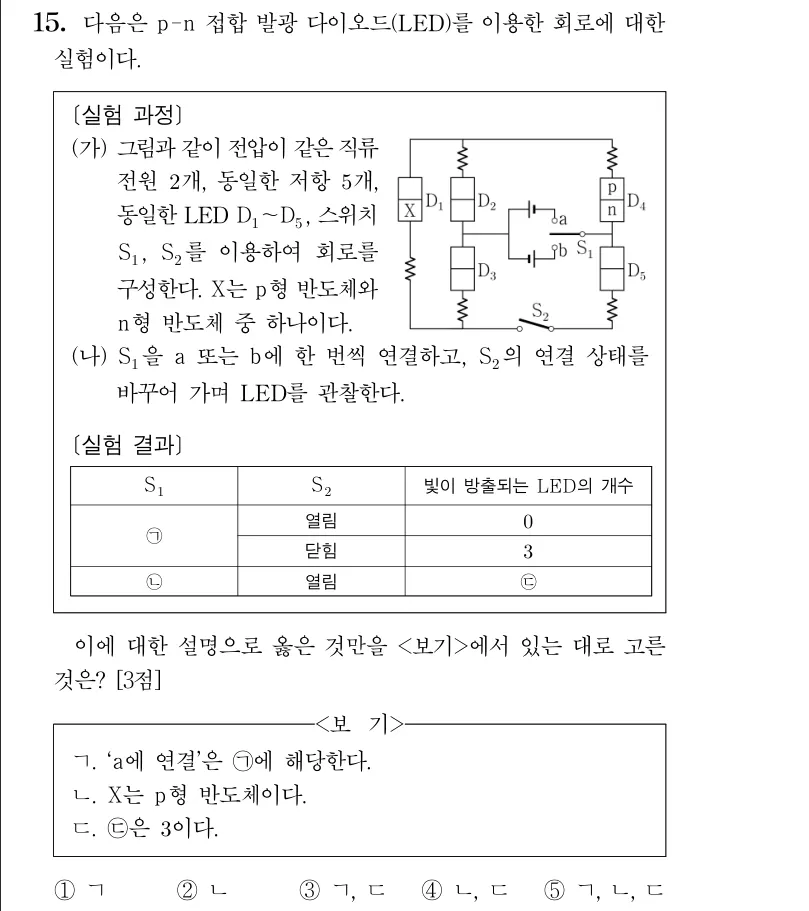 15. 다음은 p-n 접합 발광 다이오드(LED)를 이용한 회로에 대한
실험이다.
〔실험 과정〕
(가) 그림과 같이 전압이 같은 직류
전원 2개, 동일한 저항 5개,
동일한 LED D₁~D₅, 스위치
S₁, S₂를 이용하여 회로를
구성한다. X는 p형 반도체와
n형 반도체 중 하나이다.
X D₁ D₂ a p n D₄
D₃ b S₁ D₅
S₂
(나) S₁을 a 또는 b에 한 번씩 연결하고, S₂의 연결 상태를
바꾸어 가며 LED를 관찰한다.
〔실험 결과〕
S₁ S₂ 빛이 방출되는 LED의 개수
㉠ 열림 0
닫힘 3
㉡ 열림 ㉢
이에 대한 설명으로 옳은 것만을 <보기>에서 있는 대로 고른
것은? [3점]
<보 기>
ㄱ. ‘a에 연결’은 ㉠에 해당한다.
ㄴ. X는 p형 반도체이다.
ㄷ. ㉢은 3이다.
① ㄱ ② ㄴ ③ ㄱ, ㄷ ④ ㄴ, ㄷ ⑤ ㄱ, ㄴ, ㄷ